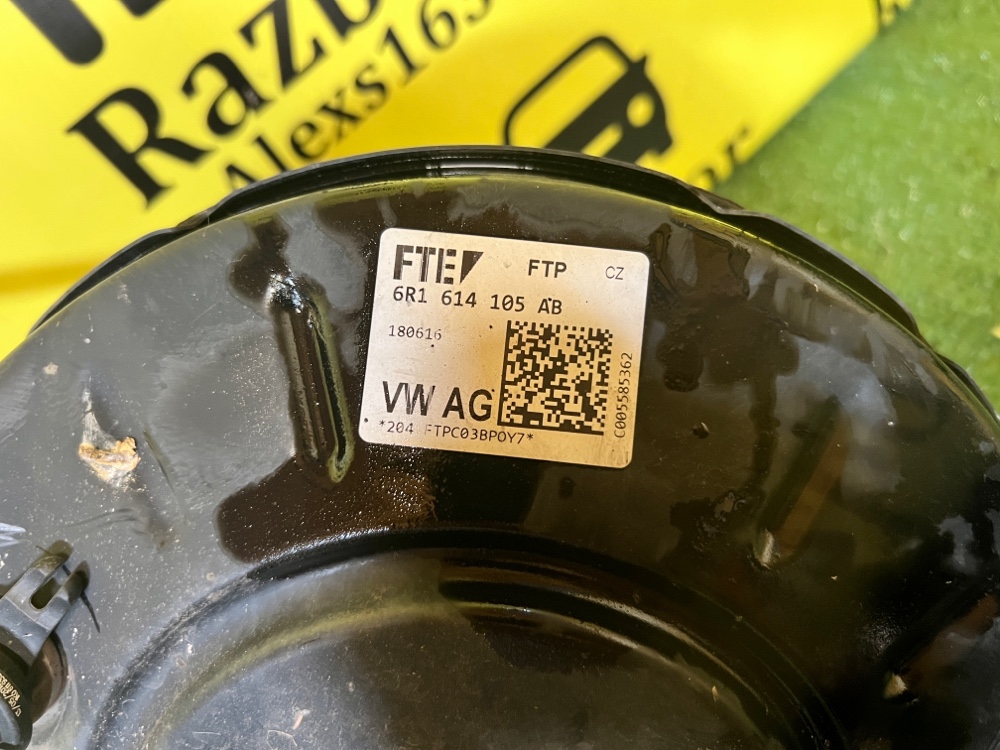 Razb
Alexs163
FTE FTP CZ
6R1 614 105 AB
180616
VW AG
C005585362
*204 FTPC03BPOY7*